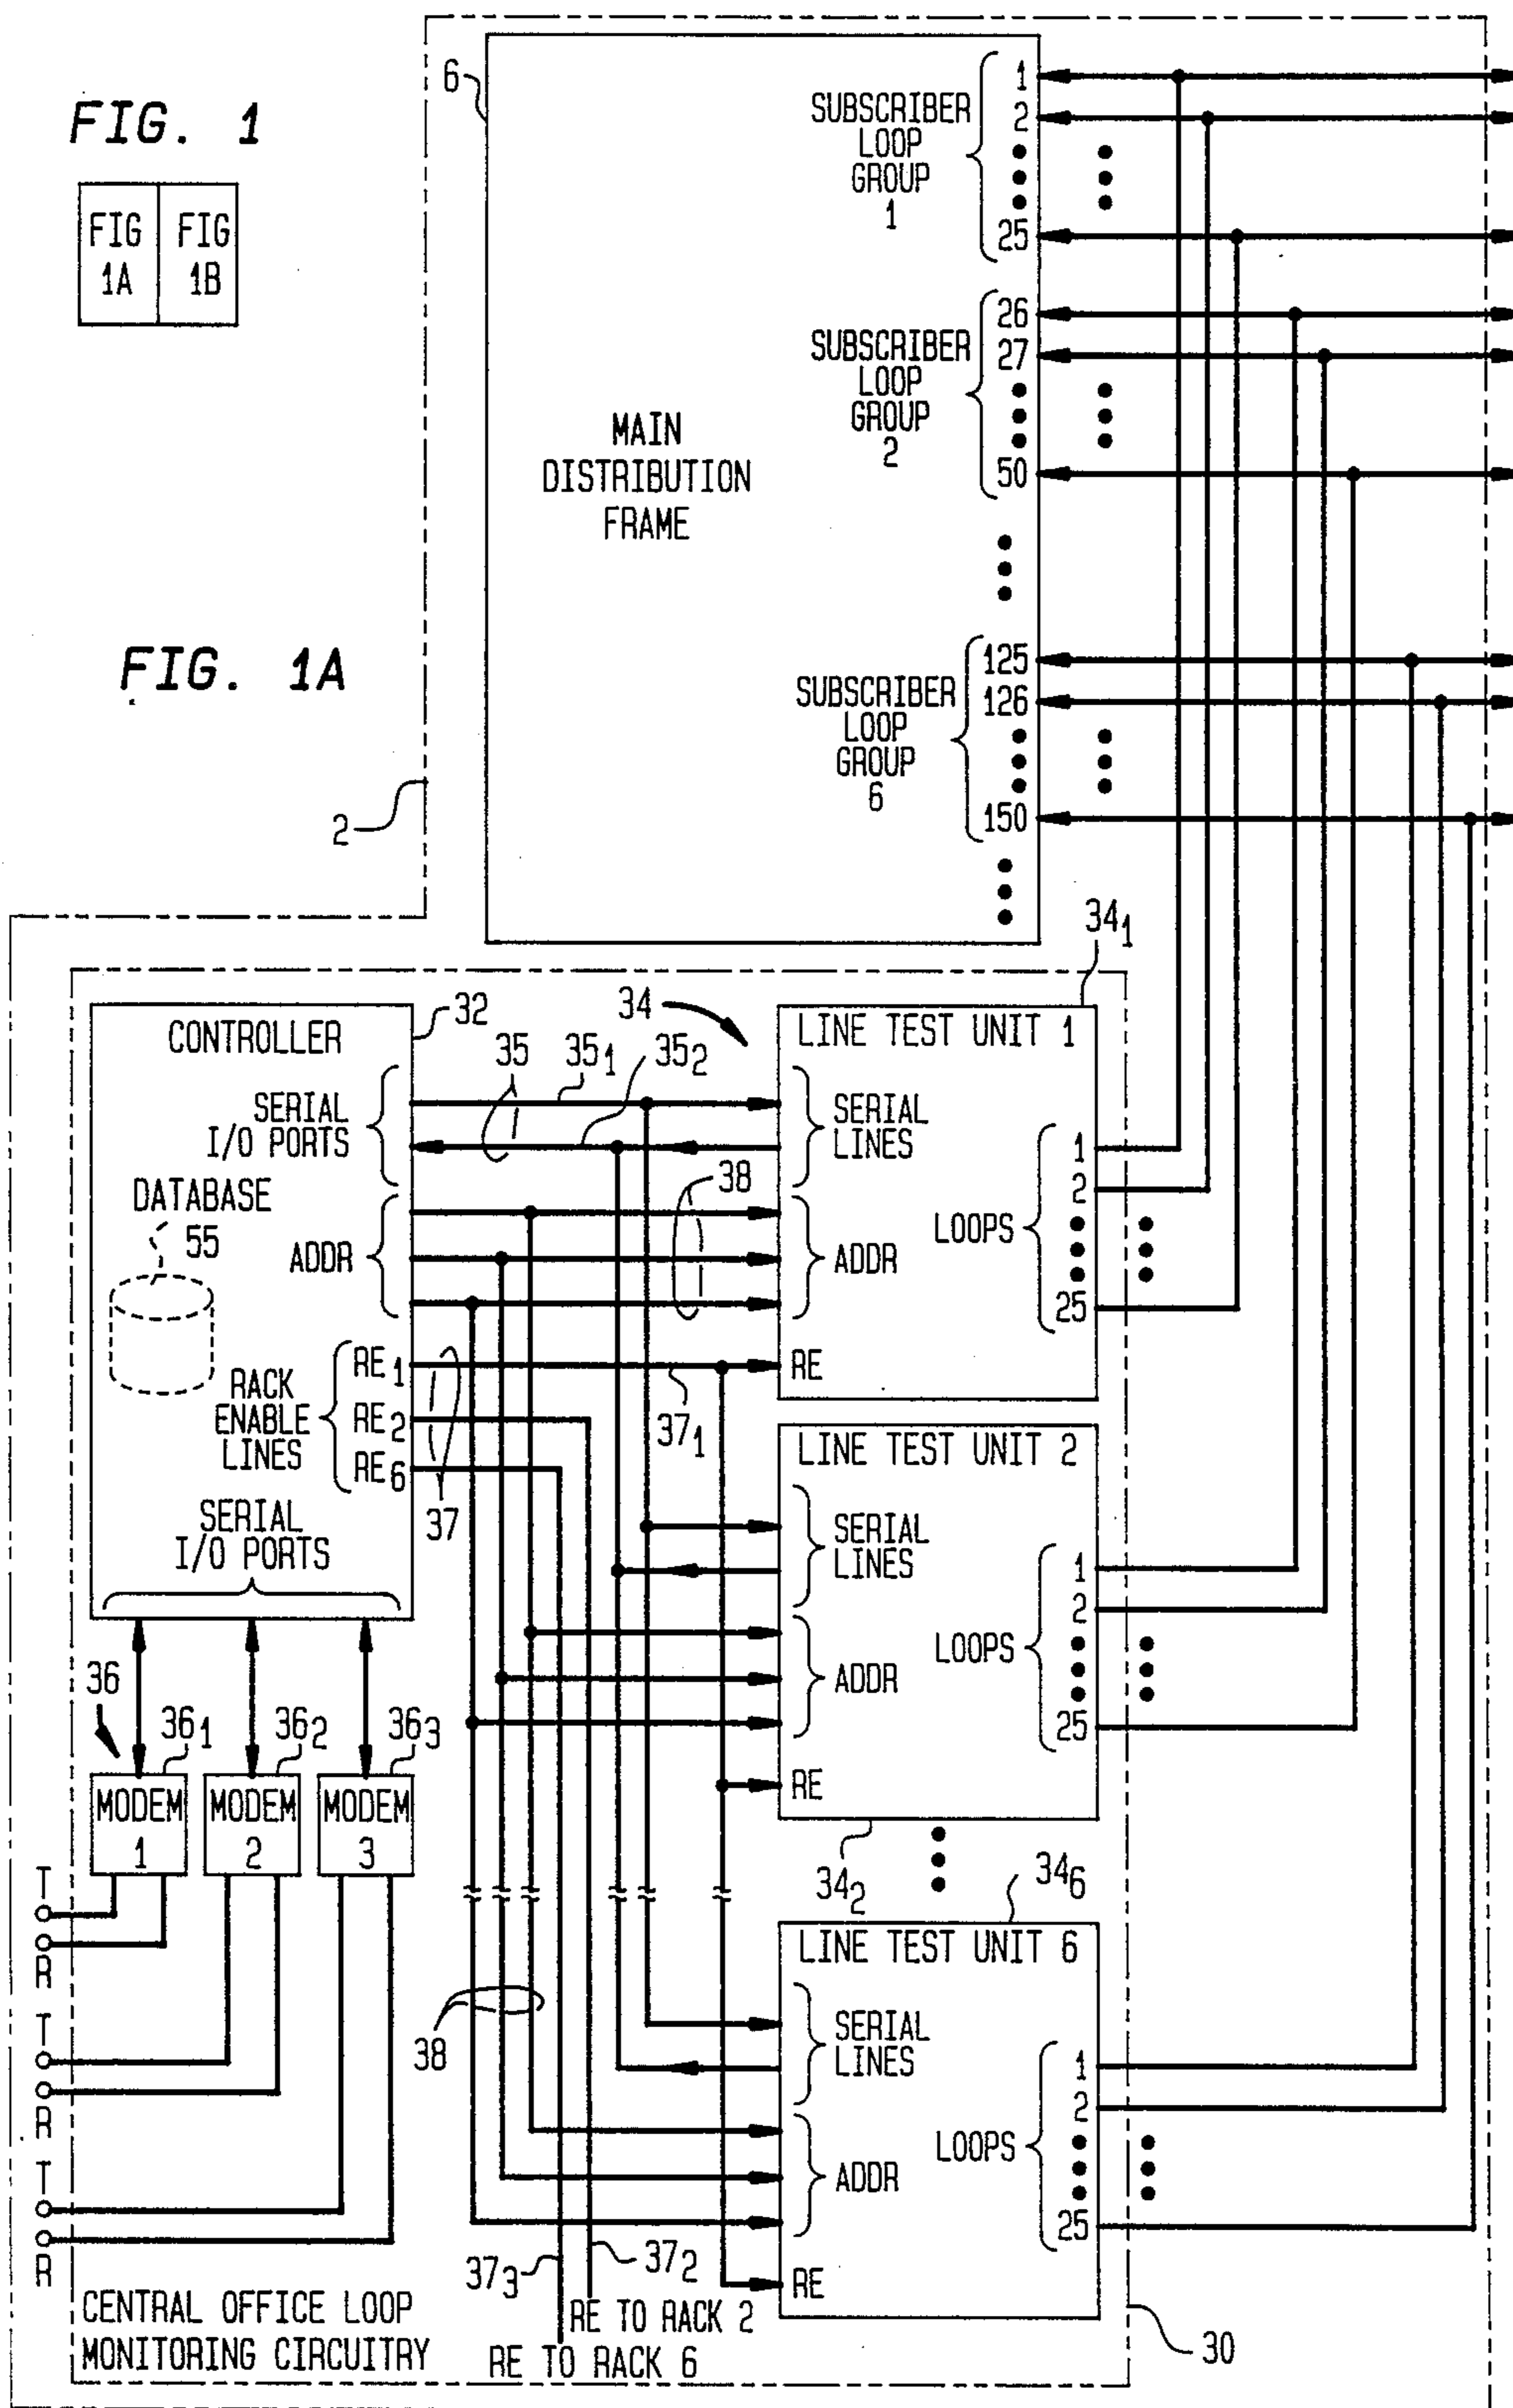 FIG. 1
FIG 1A
FIG 1B
FIG. 1A
2
6
MAIN
DISTRIBUTION
FRAME
SUBSCRIBER
LOOP
GROUP
1
1
2
25
SUBSCRIBER
LOOP
GROUP
2
26
27
50
SUBSCRIBER
LOOP
GROUP
6
125
126
150
CONTROLLER
32
SERIAL
I/O PORTS
DATABASE
55
ADDR
RACK
ENABLE
LINES
RE1
RE2
RE6
SERIAL
I/O PORTS
35
351
352
38
37
371
34
341
LINE TEST UNIT 1
SERIAL
LINES
ADDR
RE
LOOPS
1
2
25
LINE TEST UNIT 2
SERIAL
LINES
ADDR
RE
LOOPS
1
2
25
342
346
LINE TEST UNIT 6
SERIAL
LINES
ADDR
RE
LOOPS
1
2
25
36
361
362
363
MODEM
1
MODEM
2
MODEM
3
T
R
T
R
T
R
38
373
372
RE TO RACK 2
RE TO RACK 6
CENTRAL OFFICE LOOP
MONITORING CIRCUITRY
30